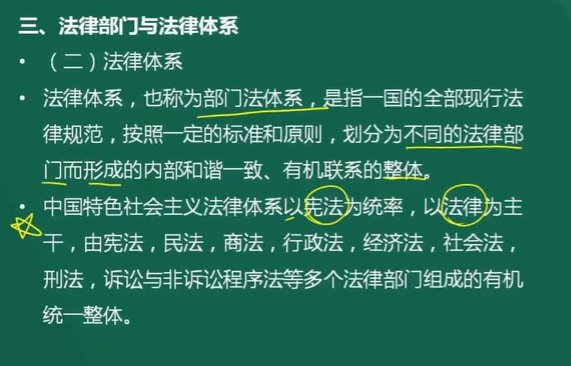 三、法律部门与法律体系
• （二）法律体系
• 法律体系，也称为部门法体系，是指一国的全部现行法
律规范，按照一定的标准和原则，划分为不同的法律部
门而形成的内部和谐一致、有机联系的整体。
• 中国特色社会主义法律体系以宪法为统率，以法律为主
干，由宪法，民法，商法，行政法，经济法，社会法，
刑法，诉讼与非诉讼程序法等多个法律部门组成的有机
统一整体。